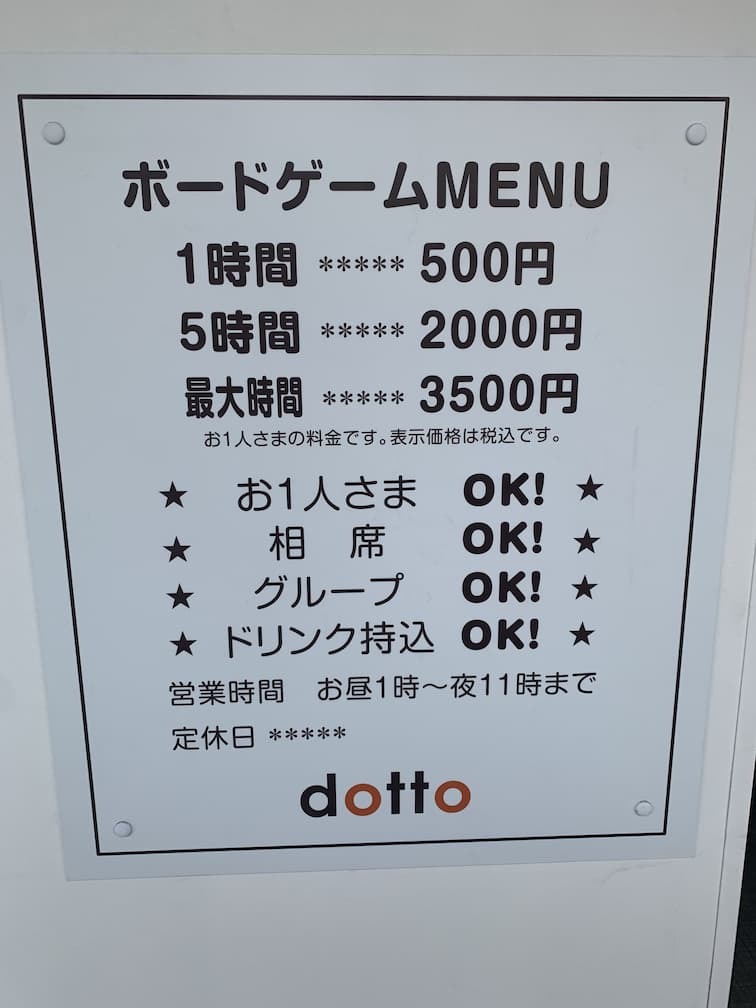 ボードゲームMENU
1時間 ***** 500円
5時間 ***** 2000円
最大時間 ***** 3500円
お1人さまの料金です。表示価格は税込です。
★ お1人さま OK! ★
★ 相 席 OK! ★
★ グループ OK! ★
★ ドリンク持込 OK! ★
営業時間 お昼1時～夜11時まで
定休日 *****
dotto